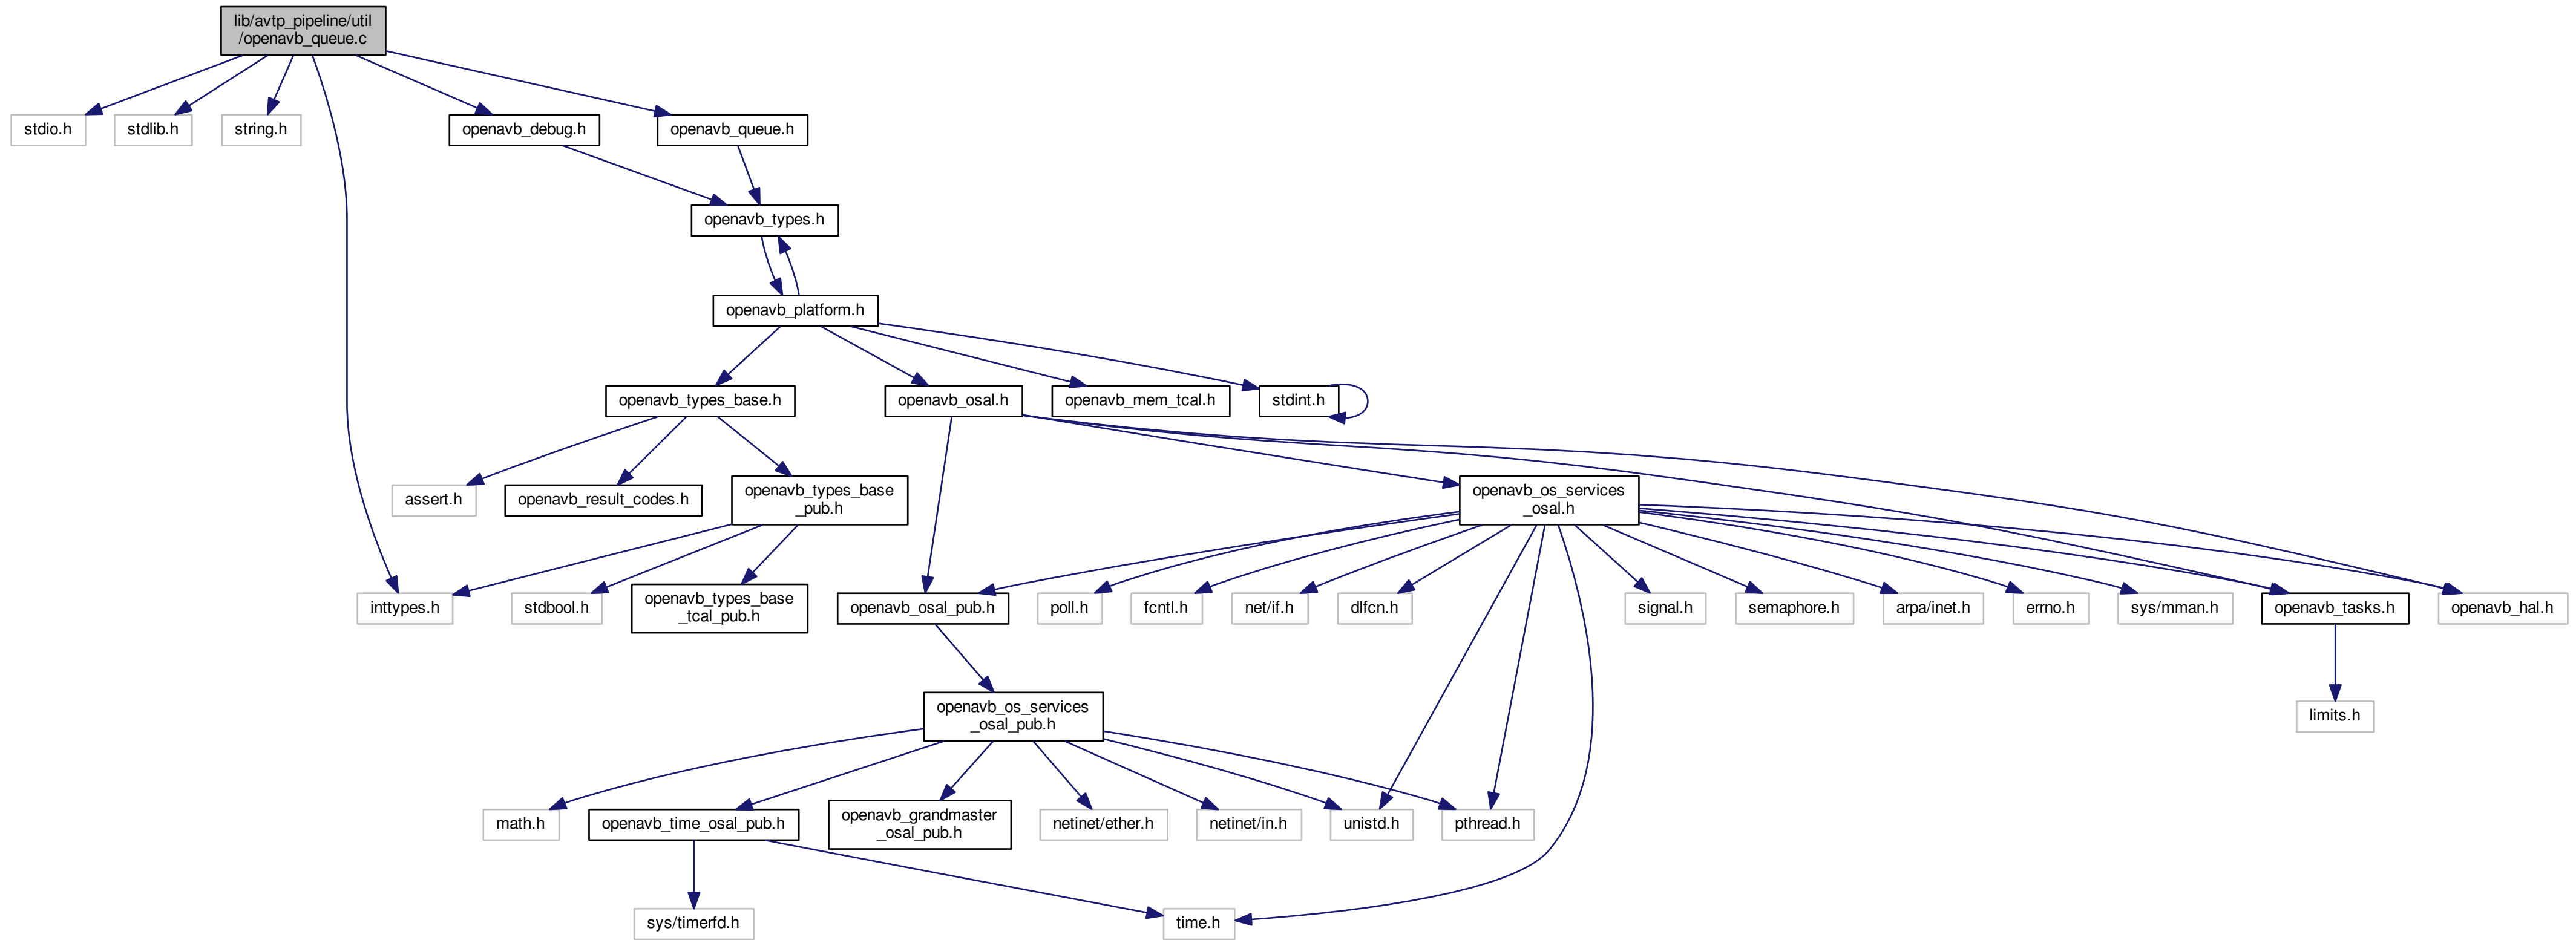 lib/avtp_pipeline/util
/openavb_queue.c
stdio.h
stdlib.h
string.h
openavb_debug.h
openavb_queue.h
openavb_types.h
openavb_platform.h
openavb_types_base.h
openavb_osal.h
openavb_mem_tcal.h
stdint.h
assert.h
openavb_result_codes.h
openavb_types_base
_pub.h
openavb_os_services
_osal.h
inttypes.h
stdbool.h
openavb_types_base
_tcal_pub.h
openavb_osal_pub.h
poll.h
fcntl.h
net/if.h
dlfcn.h
signal.h
semaphore.h
arpa/inet.h
errno.h
sys/mman.h
openavb_tasks.h
openavb_hal.h
openavb_os_services
_osal_pub.h
limits.h
math.h
openavb_time_osal_pub.h
openavb_grandmaster
_osal_pub.h
netinet/ether.h
netinet/in.h
unistd.h
pthread.h
sys/timerfd.h
time.h